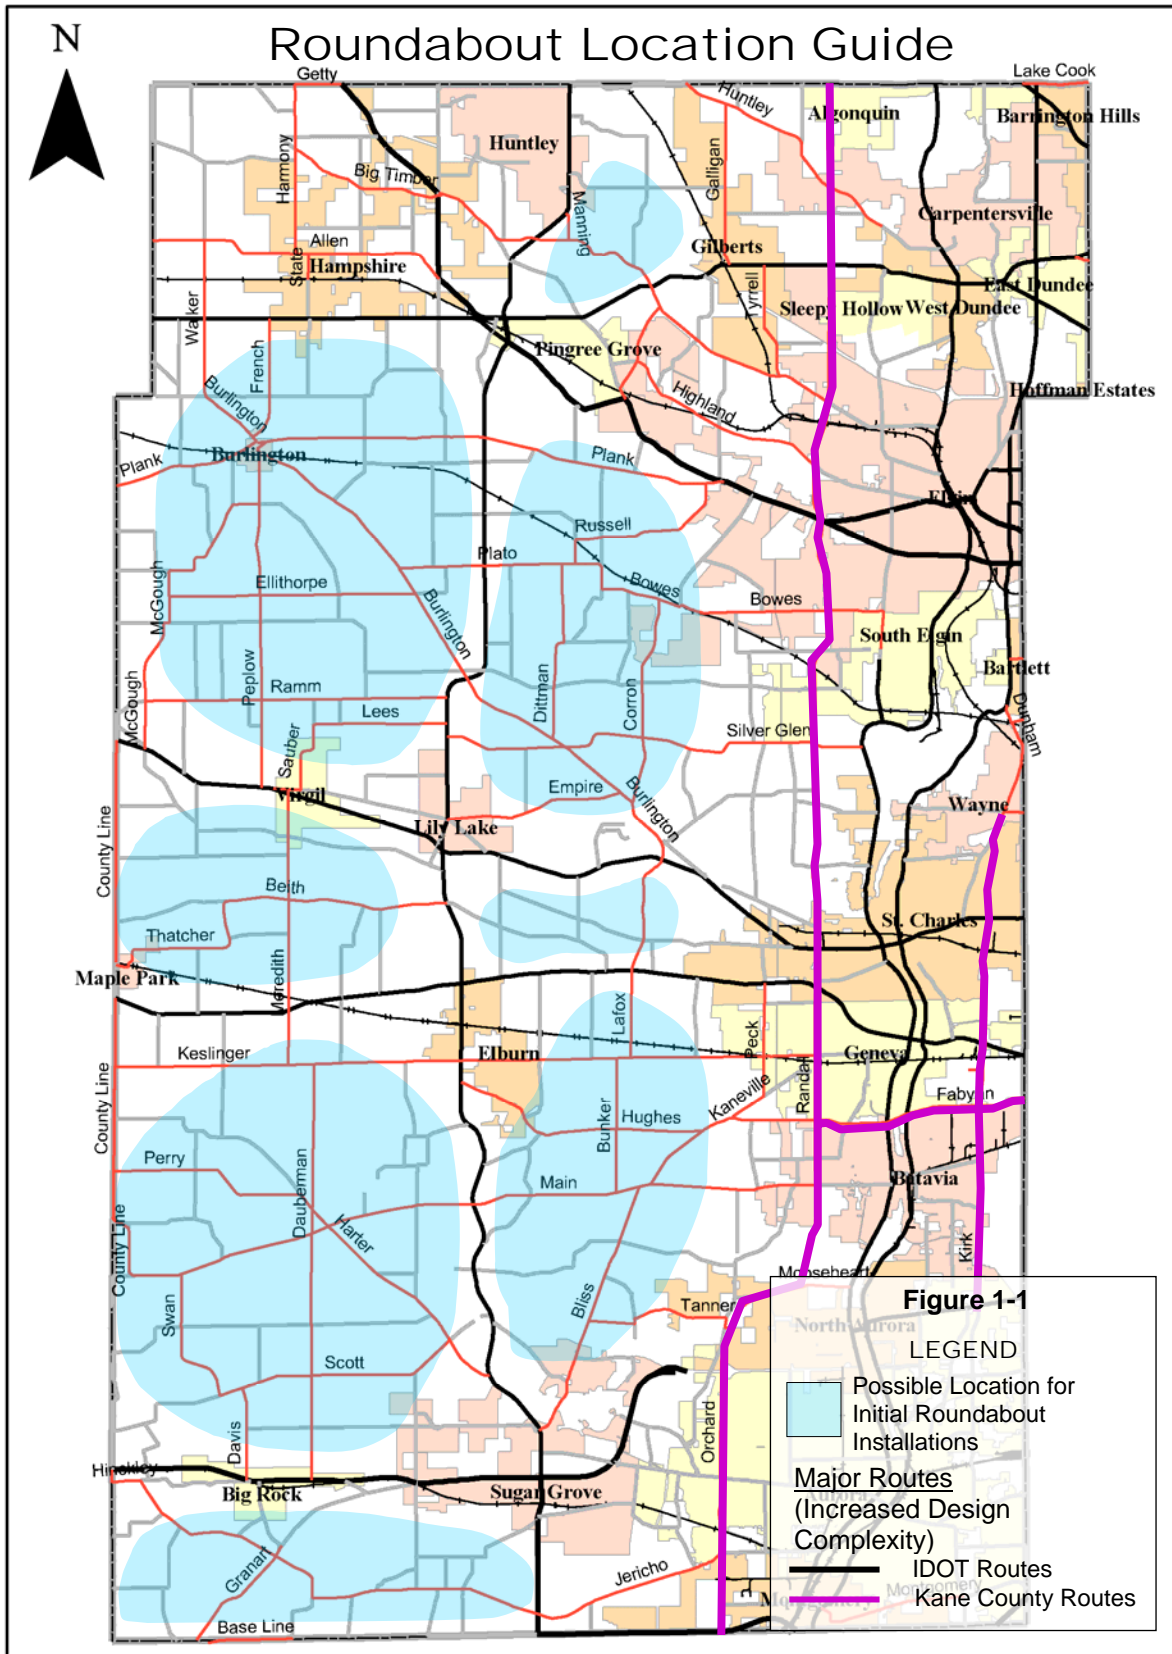 N
Roundabout Location Guide
Getty
Lake Cook
Huntley
Algonquin
Barrington Hills
Huntley
Harmony
Big Timber
Galligan
Manning
Carpentersville
Allen
Gilberts
State
Hampshire
East Dundee
Tyrrell
Walker
Sleepy Hollow
West Dundee
French
Pingree Grove
Burlington
Highland
Hoffman Estates
Burlington
Plank
Plank
Elgin
Russell
Plato
McGough
Ellithorpe
Bowes
Bowes
Burlington
South Elgin
Peplow
Ramm
Dittman
Corron
Bartlett
McGough
Lees
Dunham
Sauber
Silver Glen
Virgil
Empire
Burlington
Wayne
County Line
Lily Lake
Beith
St. Charles
Thatcher
Maple Park
Meredith
Lafox
Keslinger
Elburn
Peck
Geneva
County Line
Randall
Kaneville
Fabyan
Bunker
Hughes
Perry
Dauberman
Main
Batavia
County Line
Harter
Kirk
Mooseheart
Swan
Bliss
Tanner
North Aurora
Scott
Orchard
Davis
Hinckley
Big Rock
Sugar Grove
Aurora
Granart
Jericho
Montgomery
Montgomery
Base Line
Figure 1-1
LEGEND
Possible Location for
Initial Roundabout
Installations
Major Routes
(Increased Design
Complexity)
IDOT Routes
Kane County Routes